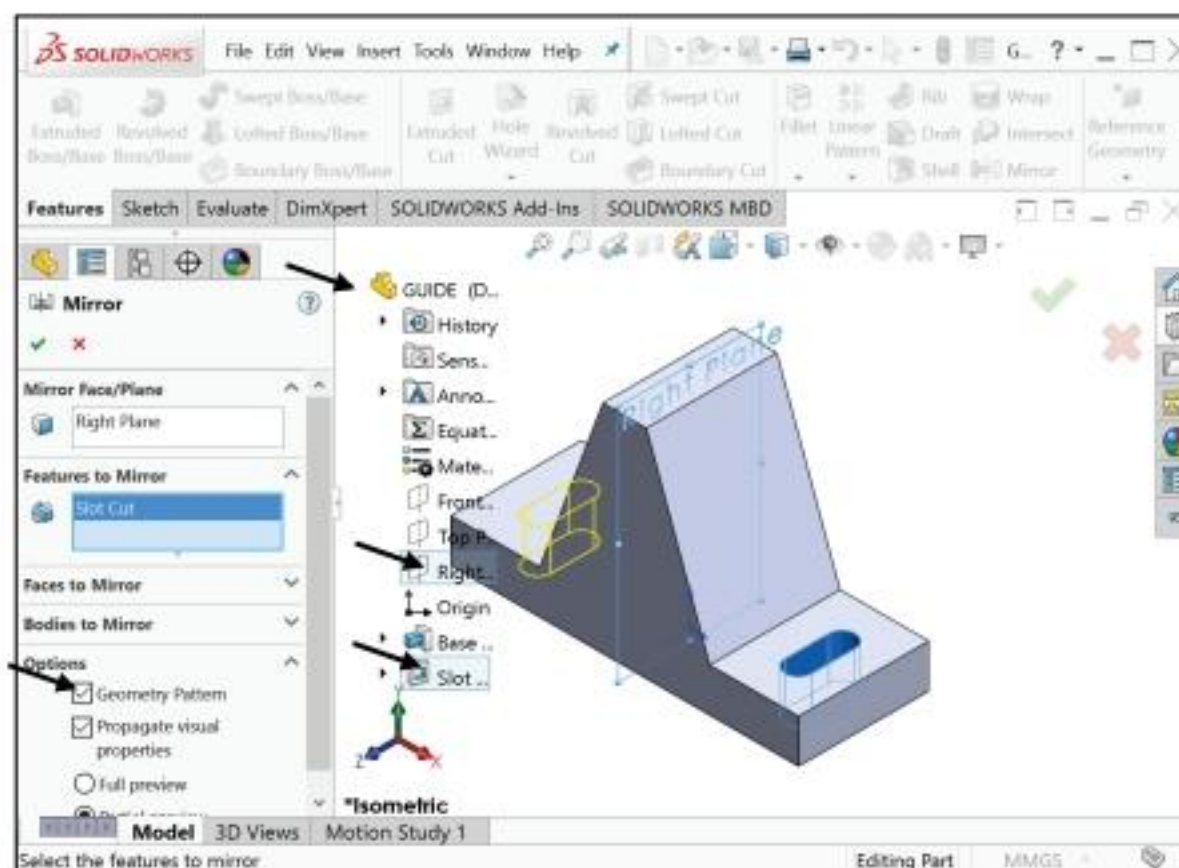 SOLIDWORKS File Edit View Insert Tools Window Help G... ?
Extruded Boss/Base Revolved Boss/Base Swept Boss/Base Lofted Boss/Base Boundary Boss/Base
Extruded Cut Hole Wizard Revolved Cut Swept Cut Lofted Cut Boundary Cut
Fillet Linear Pattern Rib Draft Shell Wrap Intersect Mirror Reference Geometry
Features Sketch Evaluate DimXpert SOLIDWORKS Add-Ins SOLIDWORKS MBD
Mirror
Mirror Face/Plane
Right Plane
Features to Mirror
Slot Cut
Faces to Mirror
Bodies to Mirror
Options
Geometry Pattern
Propagate visual
properties
Full preview
Partial preview
GUIDE (D...
History
Sens...
Anno...
Equat...
Mate...
Front...
Top P...
Right...
Origin
Base ...
Slot ...
Right Plane
Y
Z X
*Isometric
Model 3D Views Motion Study 1
Select the features to mirror Editing Part MMGS